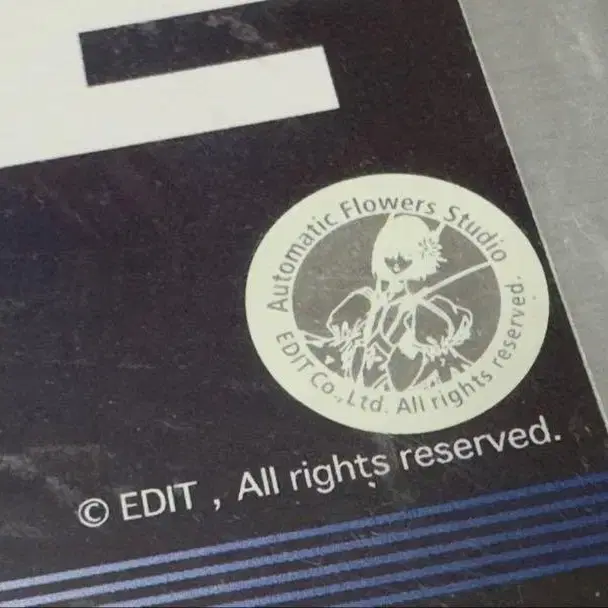 Automatic Flowers Studio
EDIT Co., Ltd. All rights reserved.
© EDIT , All rights reserved.